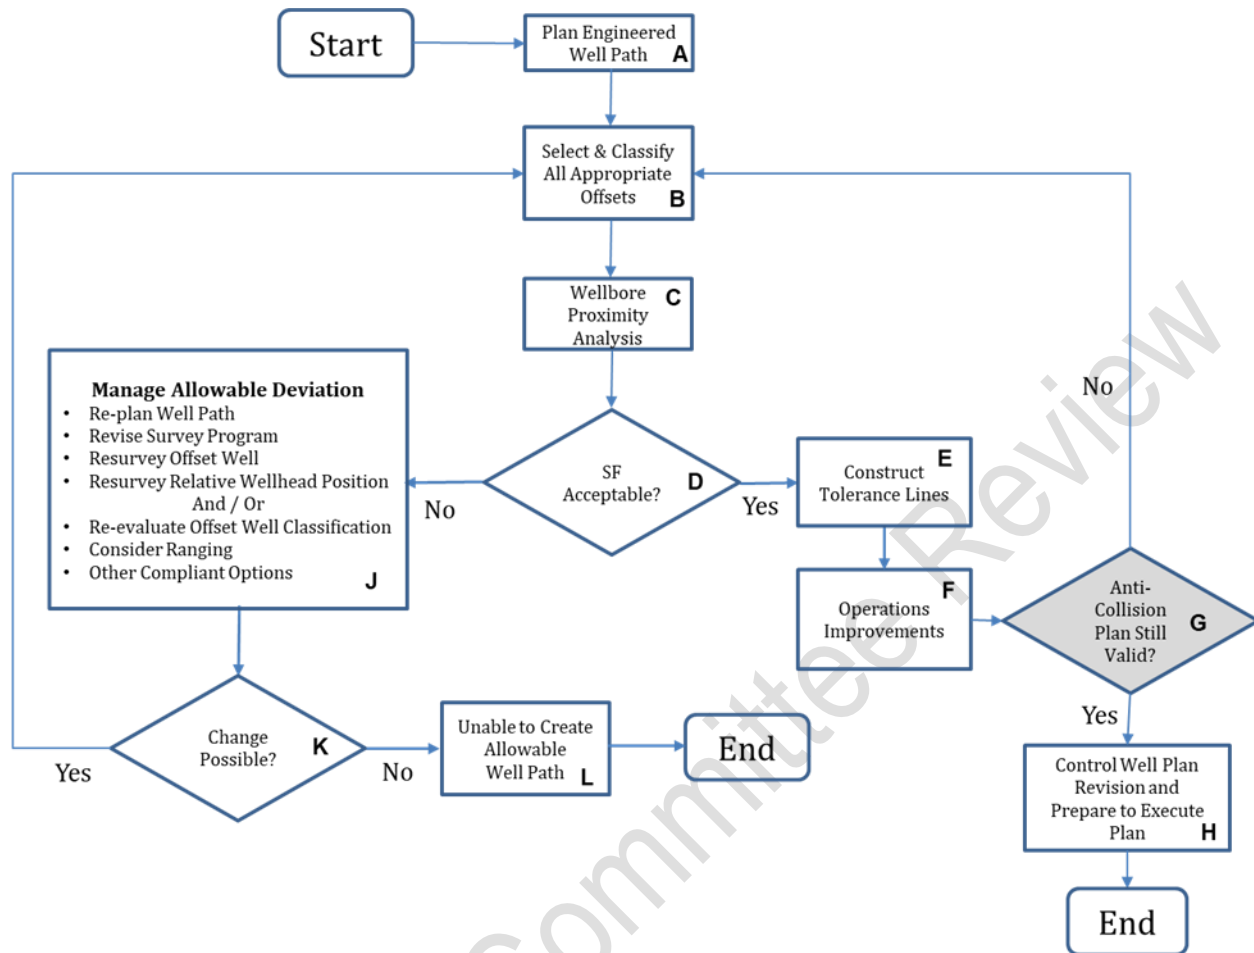 Start
Plan Engineered
Well Path
A
Select & Classify
All Appropriate
Offsets
B
Wellbore
Proximity
Analysis
C
SF
Acceptable?
D
No
Yes
Manage Allowable Deviation
• Re-plan Well Path
• Revise Survey Program
• Resurvey Offset Well
• Resurvey Relative Wellhead Position
And / Or
• Re-evaluate Offset Well Classification
• Consider Ranging
• Other Compliant Options
J
Construct
Tolerance Lines
E
Operations
Improvements
F
Anti-
Collision
Plan Still
Valid?
G
No
Yes
Change
Possible?
K
Yes
No
Unable to Create
Allowable
Well Path
L
End
Control Well Plan
Revision and
Prepare to Execute
Plan
H
End
Committee Review